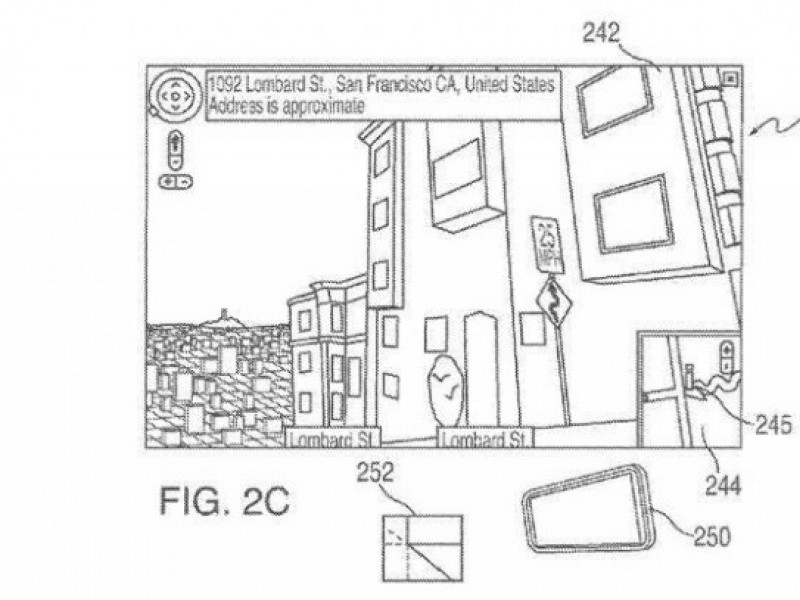 242
1092 Lombard St., San Francisco CA, United States
Address is approximate
25
MPH
245
Lombard St.
Lombard St.
244
252
FIG. 2C
250